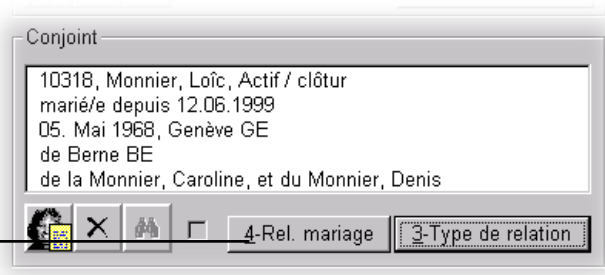 Conjoint
10318, Monnier, Loîc, Actif / clôtur
marié/e depuis 12.06.1999
05. Mai 1968, Genève GE
de Berne BE
de la Monnier, Caroline, et du Monnier, Denis
4-Rel. mariage 3-Type de relation